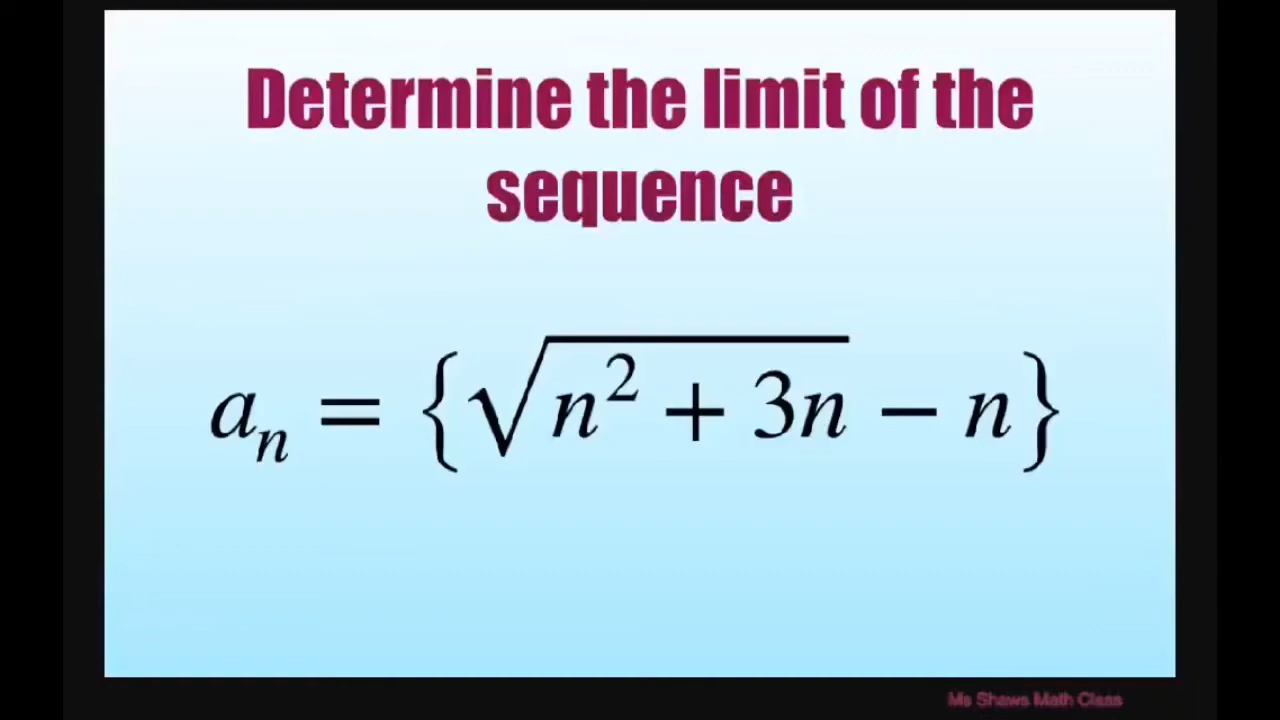 Determine the limit of the
sequence
aₙ = {√(n² + 3n) − n}
Ms Shaws Math Class